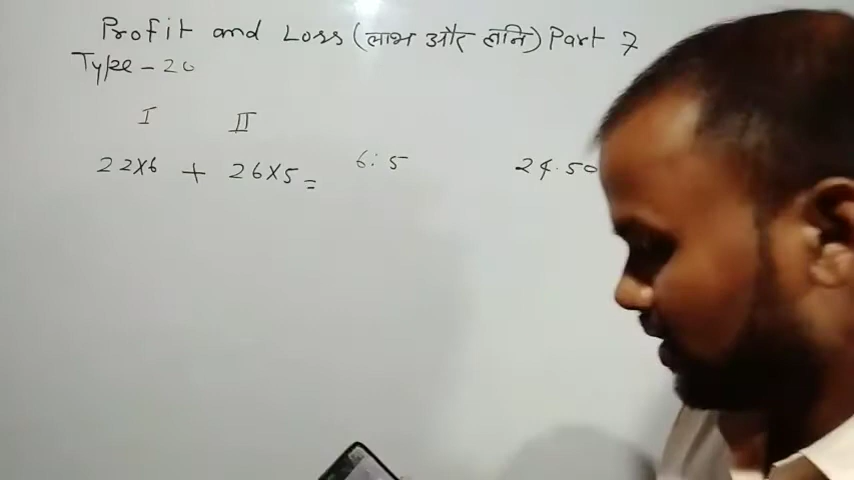 Profit and Loss (लाभ और हानि) Part 7
Type - 20
I II
22x6 + 26x5 = 6:5 24.50